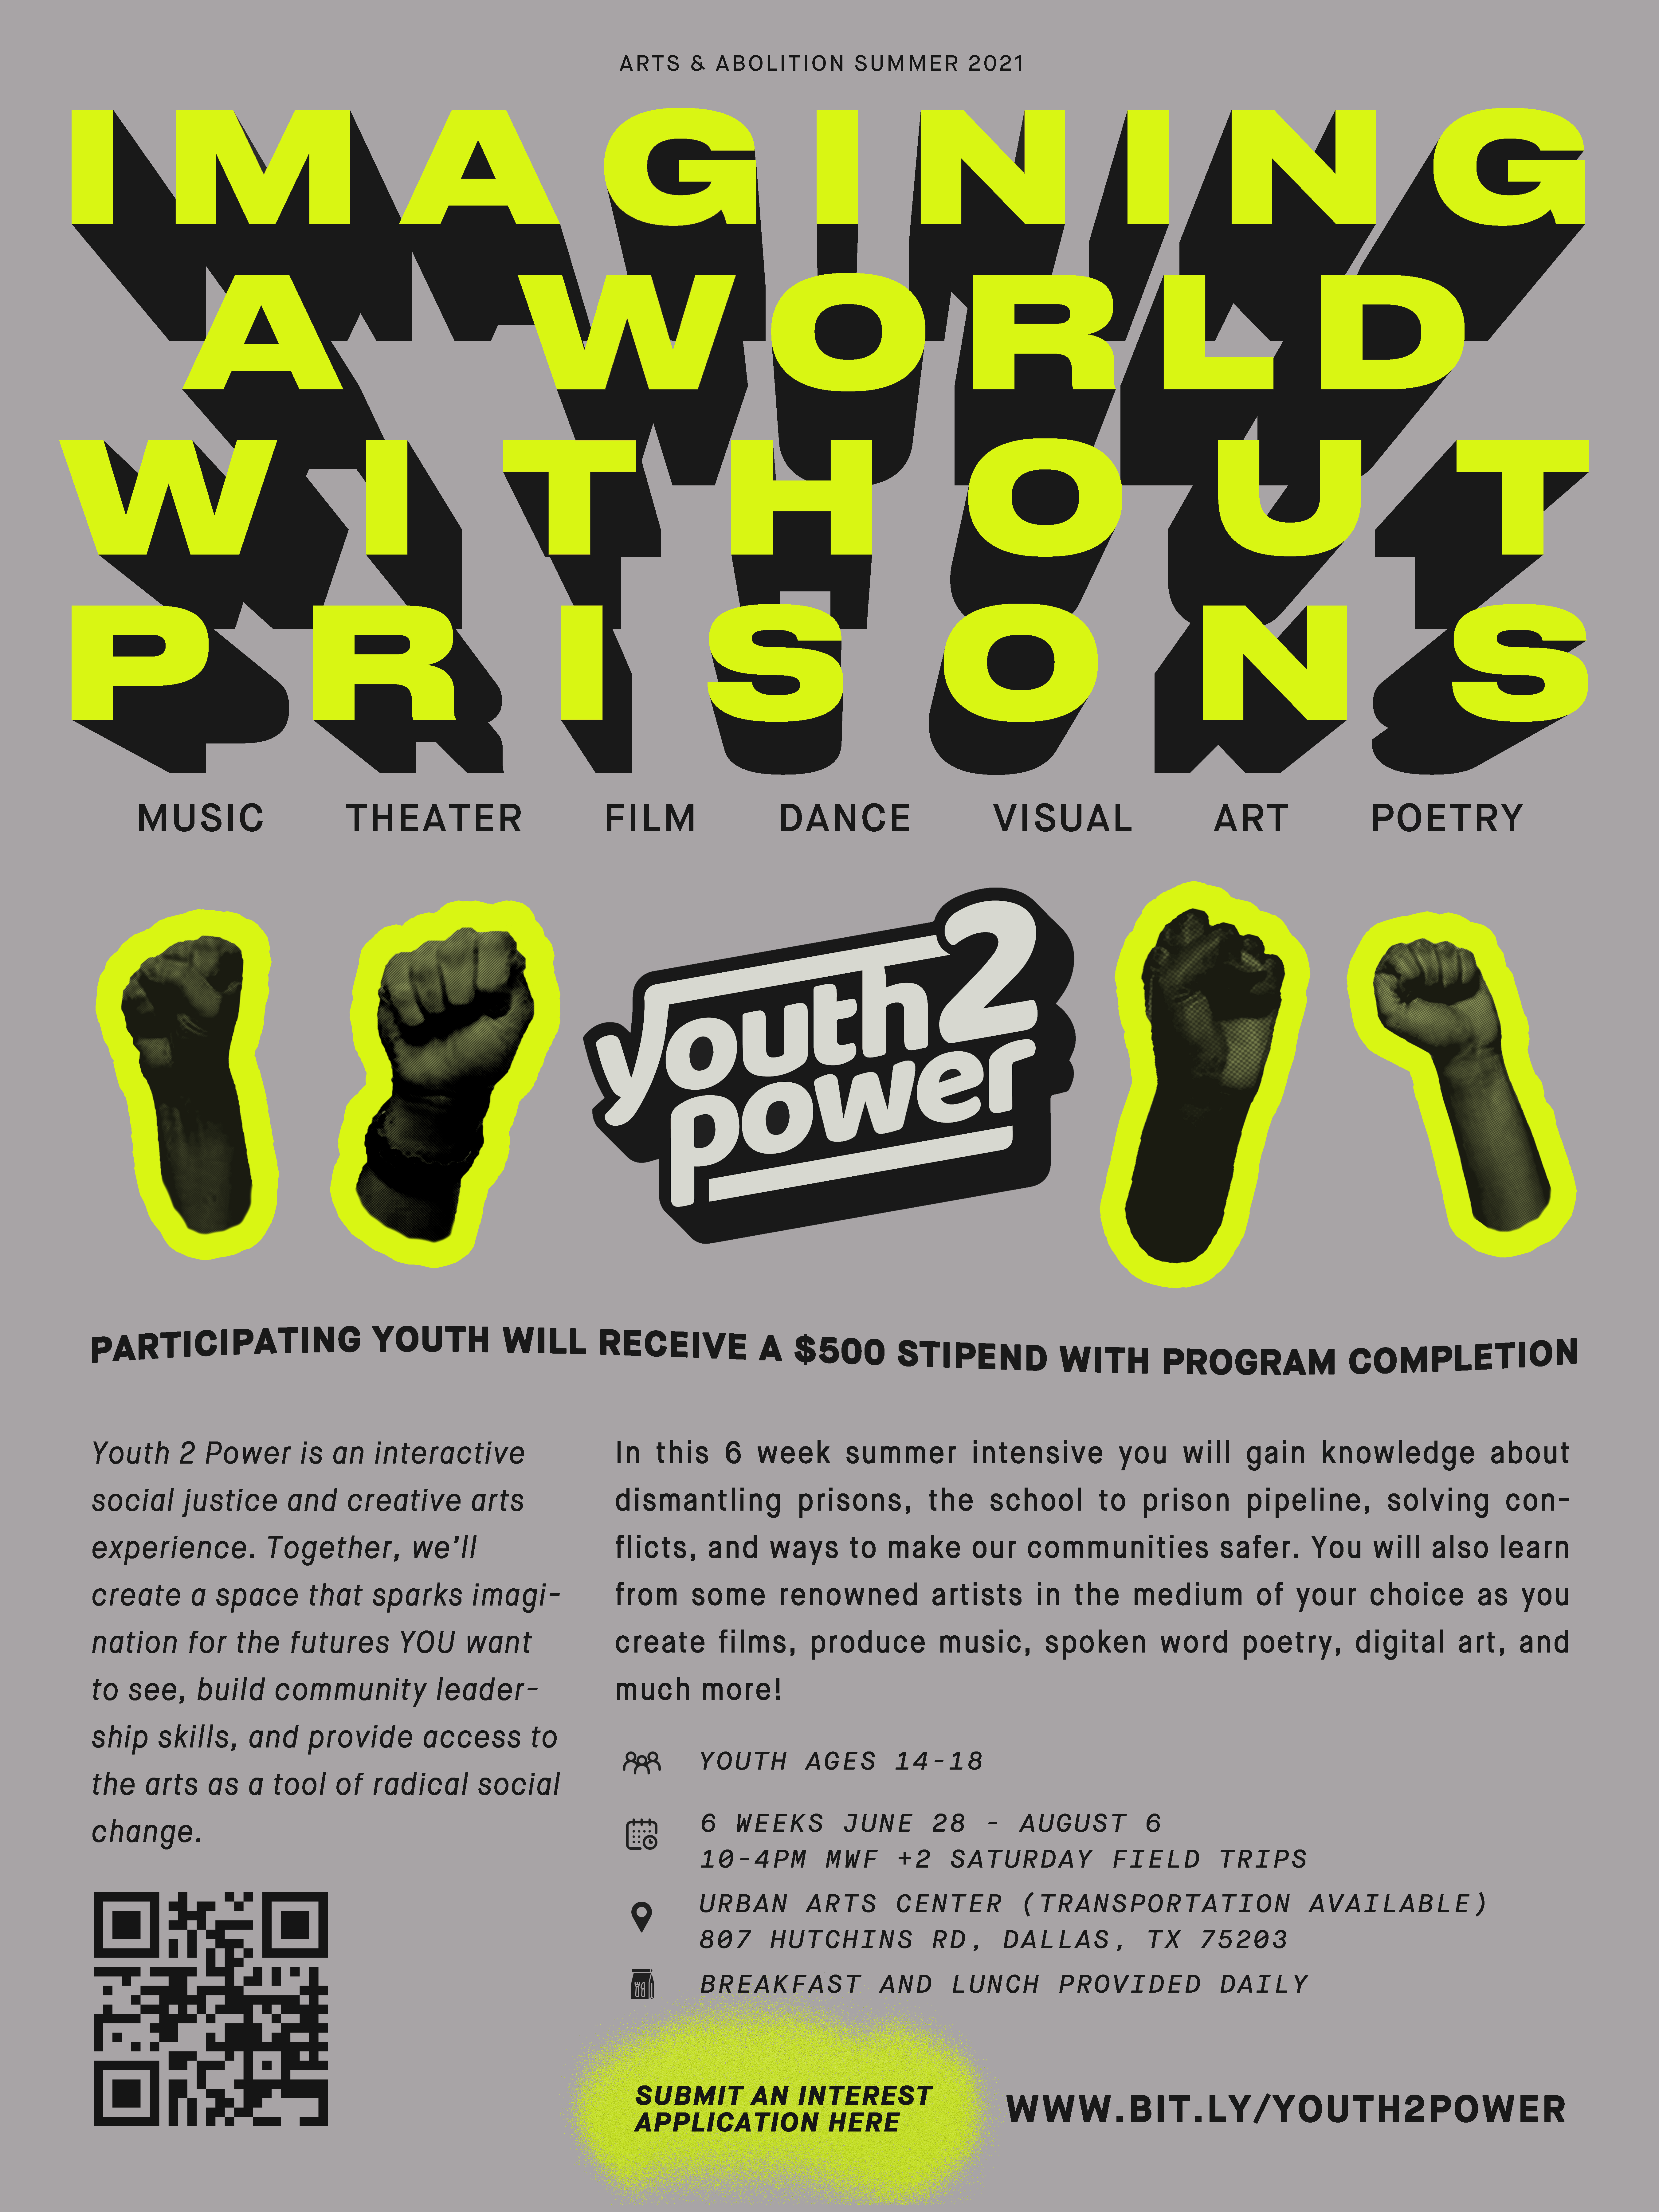 ARTS & ABOLITION SUMMER 2021
IMAGINING
A WORLD
WITHOUT
PRISONS
MUSIC THEATER FILM DANCE VISUAL ART POETRY
youth2
power
PARTICIPATING YOUTH WILL RECEIVE A $500 STIPEND WITH PROGRAM COMPLETION
Youth 2 Power is an interactive
social justice and creative arts
experience. Together, we'll
create a space that sparks imagi-
nation for the futures YOU want
to see, build community leader-
ship skills, and provide access to
the arts as a tool of radical social
change.
In this 6 week summer intensive you will gain knowledge about
dismantling prisons, the school to prison pipeline, solving con-
flicts, and ways to make our communities safer. You will also learn
from some renowned artists in the medium of your choice as you
create films, produce music, spoken word poetry, digital art, and
much more!
YOUTH AGES 14-18
6 WEEKS JUNE 28 - AUGUST 6
10-4PM MWF +2 SATURDAY FIELD TRIPS
URBAN ARTS CENTER (TRANSPORTATION AVAILABLE)
807 HUTCHINS RD, DALLAS, TX 75203
BREAKFAST AND LUNCH PROVIDED DAILY
SUBMIT AN INTEREST
APPLICATION HERE
WWW.BIT.LY/YOUTH2POWER